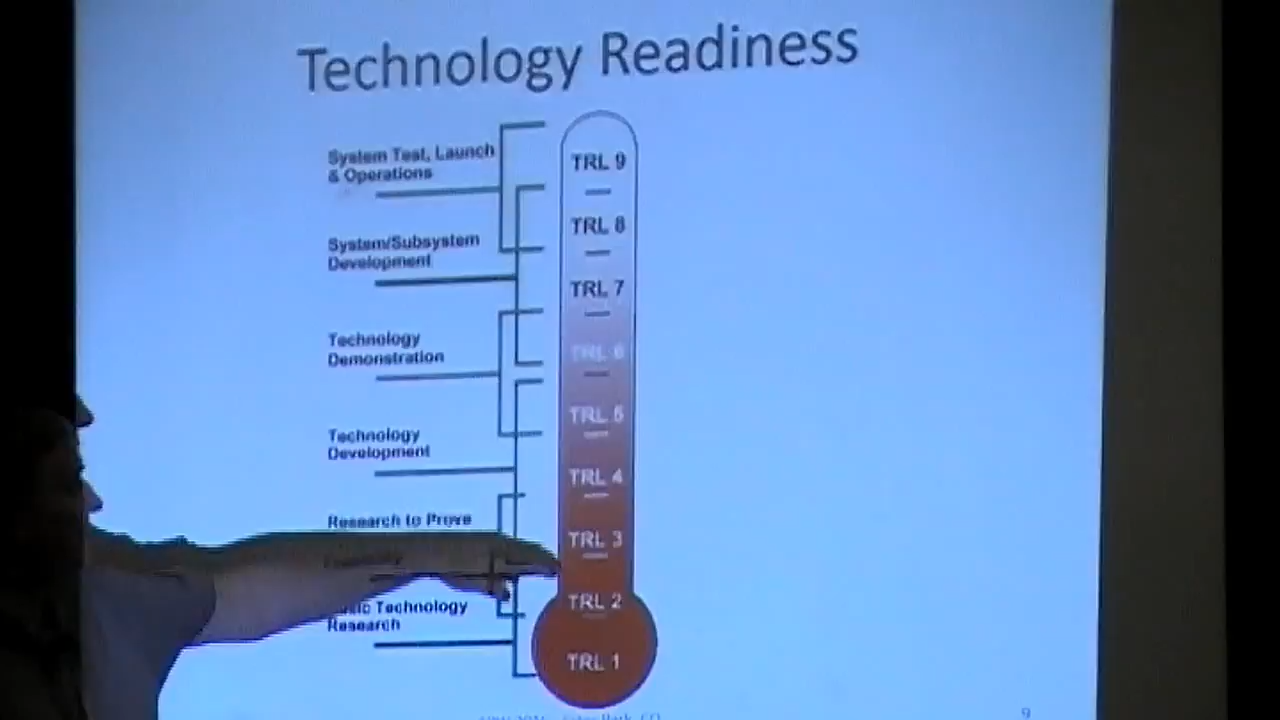 Technology Readiness
System Test, Launch
& Operations
System/Subsystem
Development
Technology
Demonstration
Technology
Development
Research to Prove
Technology
Research
TRL 9
TRL 8
TRL 7
TRL 6
TRL 5
TRL 4
TRL 3
TRL 2
TRL 1
9